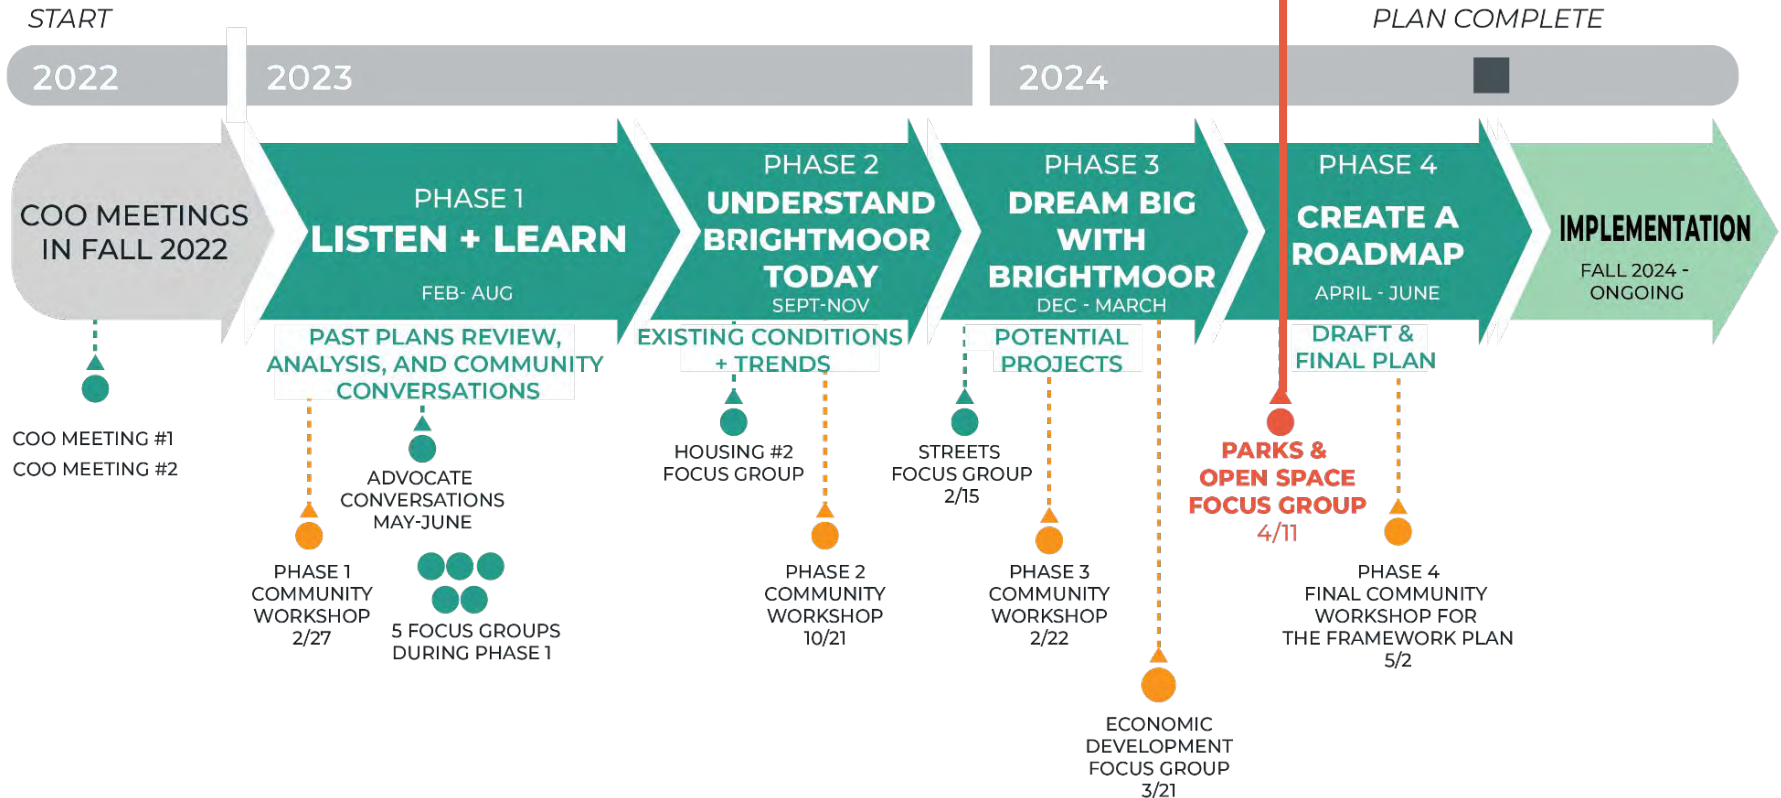 START
PLAN COMPLETE
2022
2023
2024
COO MEETINGS
IN FALL 2022
PHASE 1
LISTEN + LEARN
FEB- AUG
PHASE 2
UNDERSTAND
BRIGHTMOOR
TODAY
SEPT-NOV
PHASE 3
DREAM BIG
WITH
BRIGHTMOOR
DEC - MARCH
PHASE 4
CREATE A
ROADMAP
APRIL - JUNE
IMPLEMENTATION
FALL 2024 -
ONGOING
PAST PLANS REVIEW,
ANALYSIS, AND COMMUNITY
CONVERSATIONS
EXISTING CONDITIONS
+ TRENDS
POTENTIAL
PROJECTS
DRAFT &
FINAL PLAN
COO MEETING #1
COO MEETING #2
PHASE 1
COMMUNITY
WORKSHOP
2/27
ADVOCATE
CONVERSATIONS
MAY-JUNE
5 FOCUS GROUPS
DURING PHASE 1
HOUSING #2
FOCUS GROUP
PHASE 2
COMMUNITY
WORKSHOP
10/21
STREETS
FOCUS GROUP
2/15
PHASE 3
COMMUNITY
WORKSHOP
2/22
ECONOMIC
DEVELOPMENT
FOCUS GROUP
3/21
PARKS &
OPEN SPACE
FOCUS GROUP
4/11
PHASE 4
FINAL COMMUNITY
WORKSHOP FOR
THE FRAMEWORK PLAN
5/2